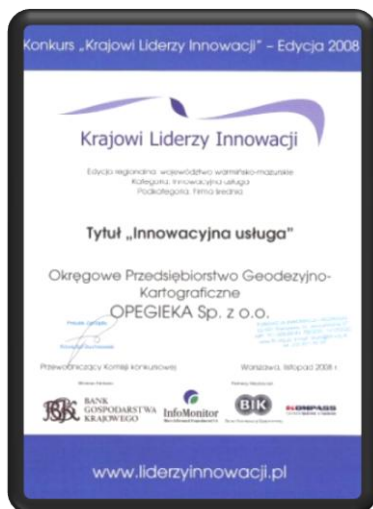 Konkurs „Krajowi Liderzy Innowacji” – Edycja 2008
Krajowi Liderzy Innowacji
Edycja regionalna: województwo warmińsko-mazurskie
Kategoria: Innowacyjna usługa
Podkategoria: Firma średnia
Tytuł „Innowacyjna usługa”
Okręgowe Przedsiębiorstwo Geodezyjno-
Kartograficzne
OPEGIEKA Sp. z o.o.
Przewodniczący Komisji konkursowej
Warszawa, listopad 2008 r.
BANK
GOSPODARSTWA
KRAJOWEGO
InfoMonitor
BIK
KOMPASS
www.liderzyinnowacji.pl